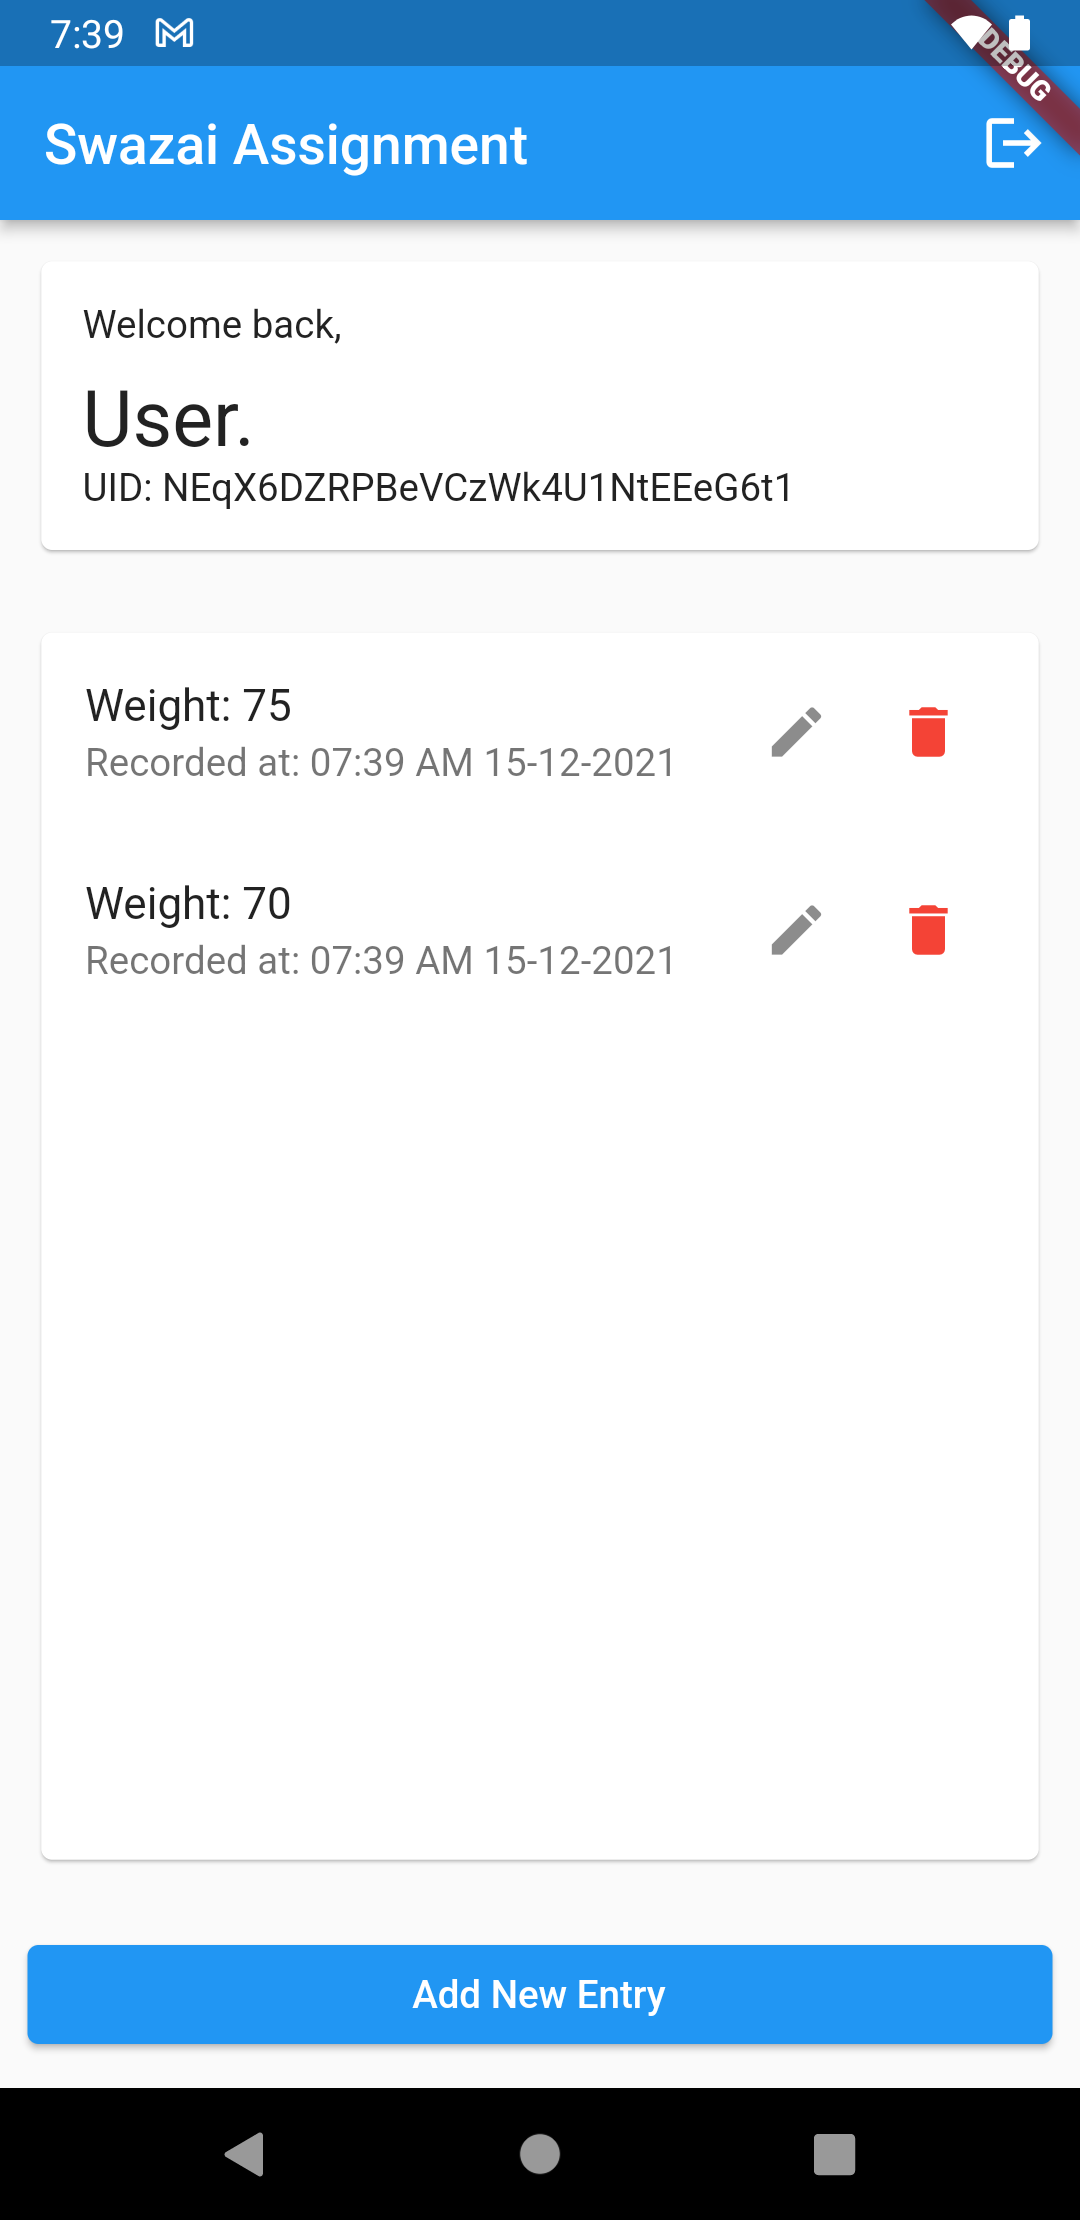 7:39
DEBUG
Swazai Assignment
Welcome back,
User.
UID: NEqX6DZRPBeVCzWk4U1NtEEeG6t1
Weight: 75
Recorded at: 07:39 AM 15-12-2021
Weight: 70
Recorded at: 07:39 AM 15-12-2021
Add New Entry